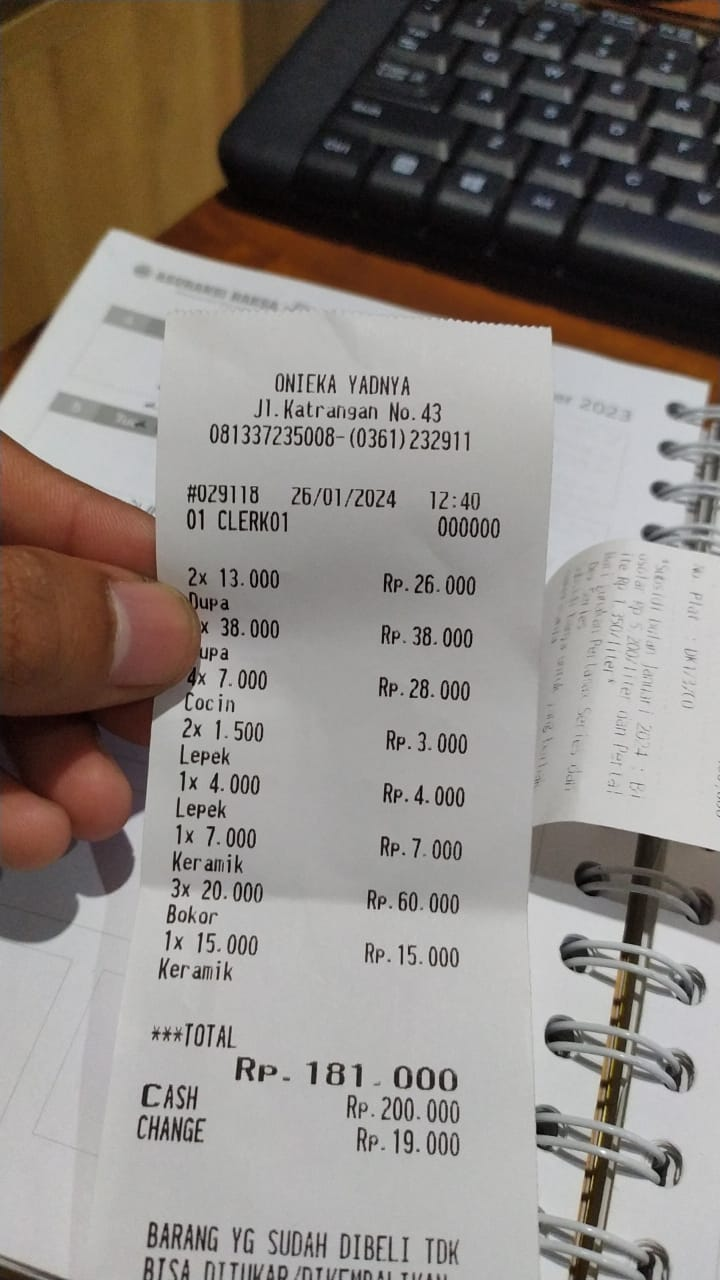 ONIEKA YADNYA
Jl.Katrangan No.43
081337235008-(0361)232911
#029118 26/01/2024 12:40
01 CLERK01 000000
2x 13.000 Rp.26.000
Dupa
x 38.000 Rp.38.000
upa
4x 7.000 Rp.28.000
Cocin
2x 1.500 Rp.3.000
Lepek
1x 4.000 Rp.4.000
Lepek
1x 7.000 Rp.7.000
Keramik
3x 20.000 Rp.60.000
Bokor
1x 15.000 Rp.15.000
Keramik
***TOTAL
Rp.181.000
CASH Rp.200.000
CHANGE Rp.19.000
BARANG YG SUDAH DIBELI TDK
BISA DITUKAR/DIKEMBALIKAN
2023